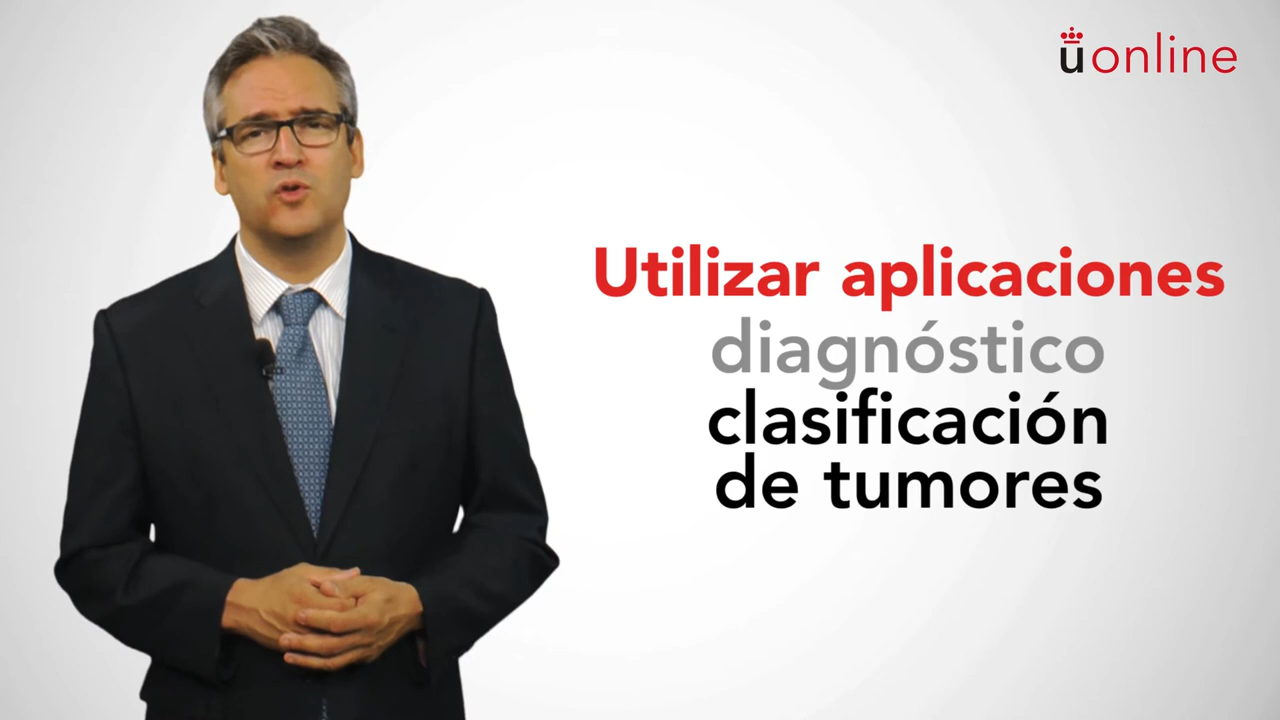 uonline
Utilizar aplicaciones
diagnóstico
clasificación
de tumores